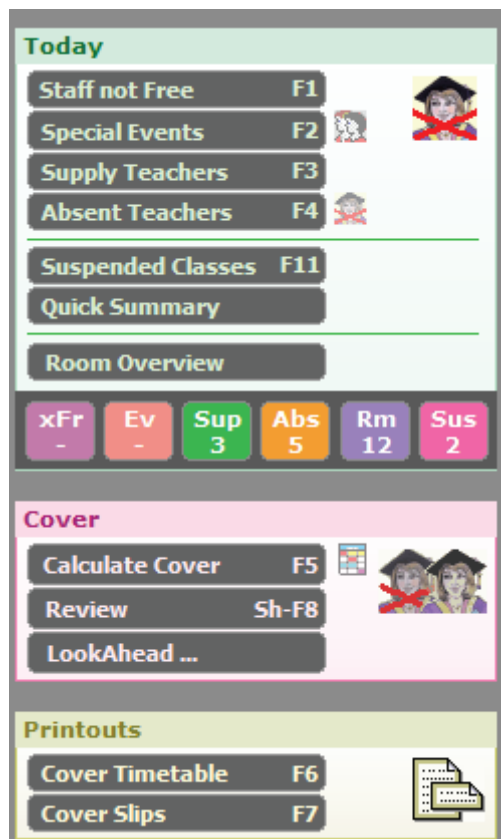 Today
Staff not Free F1
Special Events F2
Supply Teachers F3
Absent Teachers F4
Suspended Classes F11
Quick Summary
Room Overview
xFr Ev Sup Abs Rm Sus
- - 3 5 12 2
Cover
Calculate Cover F5
Review Sh-F8
LookAhead ...
Printouts
Cover Timetable F6
Cover Slips F7